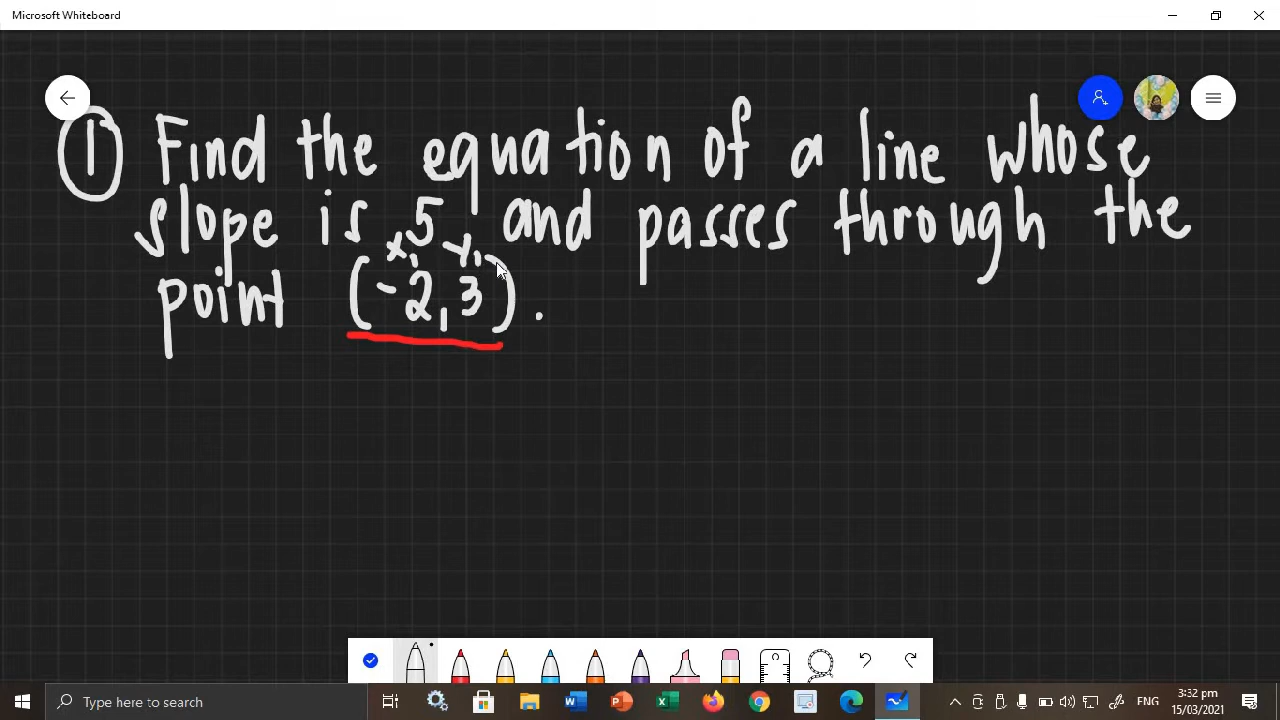 Microsoft Whiteboard
① Find the equation of a line whose
slope is 5 and passes through the
x₁ y₁
point (-2, 3).
Type here to search
ENG
3:32 pm
15/03/2021